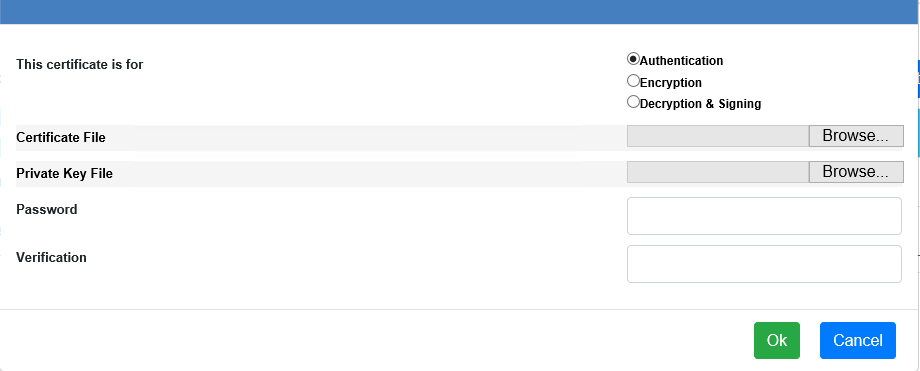 This certificate is for
Authentication
Encryption
Decryption & Signing
Certificate File
Browse...
Private Key File
Browse...
Password
Verification
Ok
Cancel